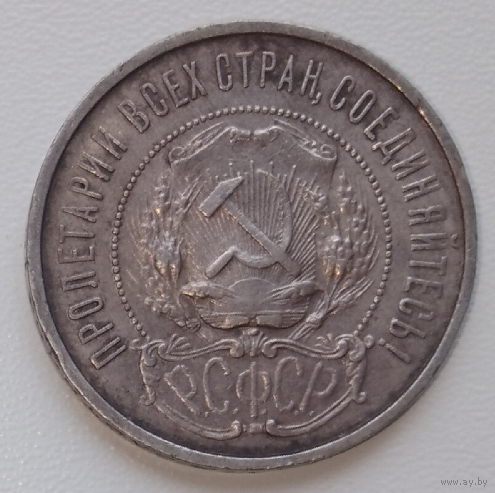 ПРОЛЕТАРИИ ВСЕХ СТРАН, СОЕДИНЯЙТЕСЬ!
Р.С.Ф.С.Р.
www.ay.by